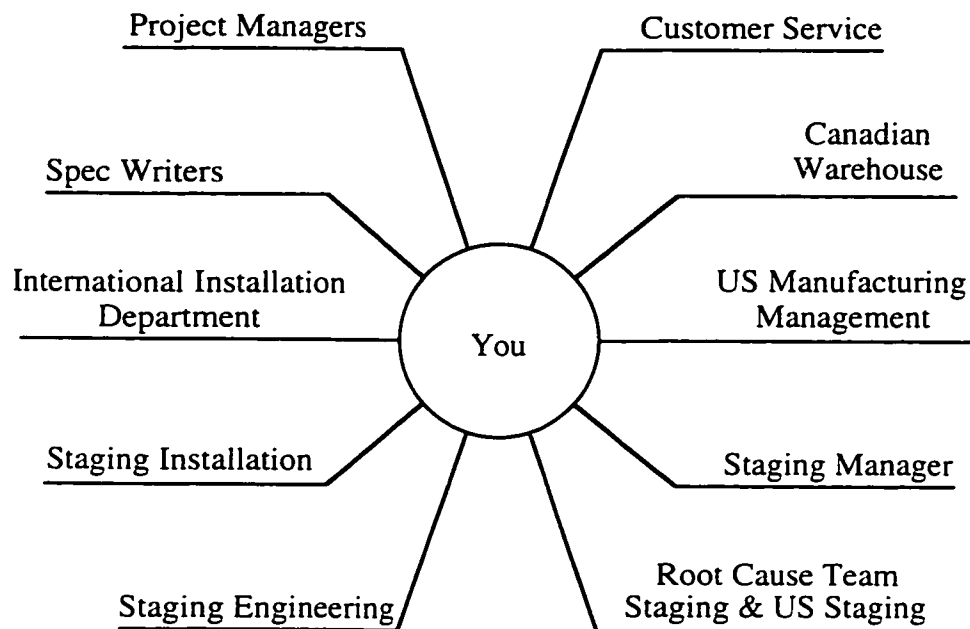 Project Managers
Customer Service
Spec Writers
Canadian
Warehouse
International Installation
Department
US Manufacturing
Management
You
Staging Installation
Staging Manager
Staging Engineering
Root Cause Team
Staging & US Staging